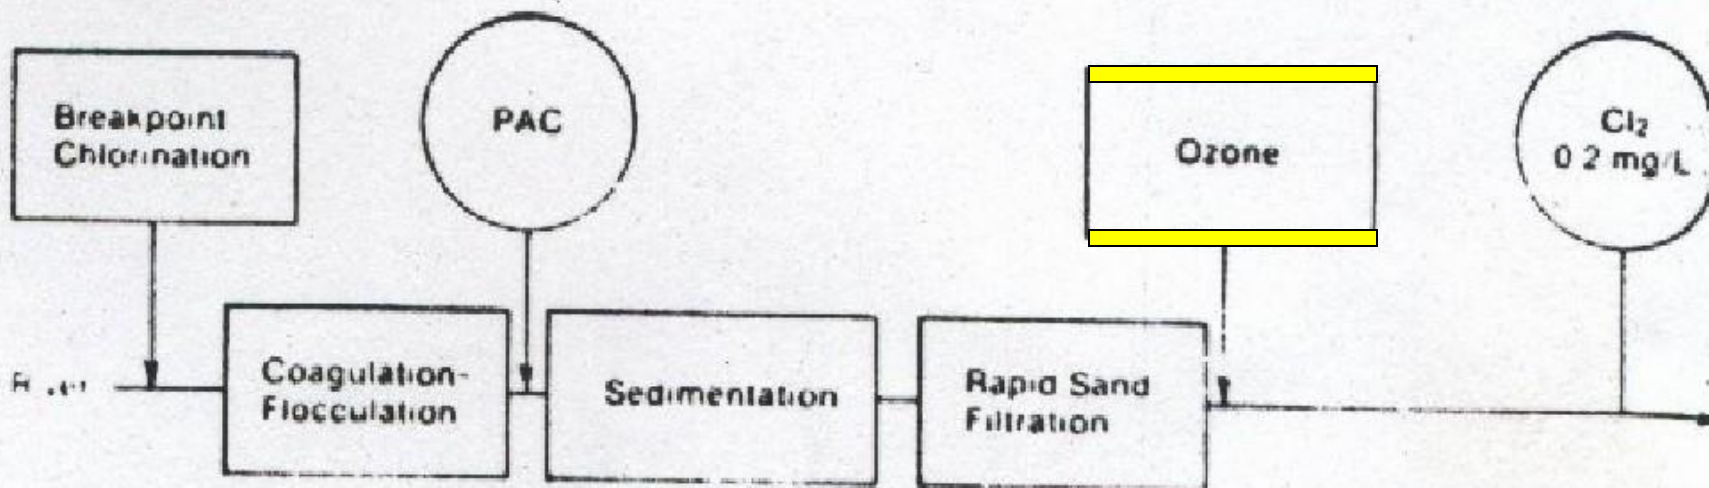 Breakpoint
Chlorination
PAC
Ozone
Cl₂
0.2 mg/L
Coagulation-
Flocculation
Sedimentation
Rapid Sand
Filtration